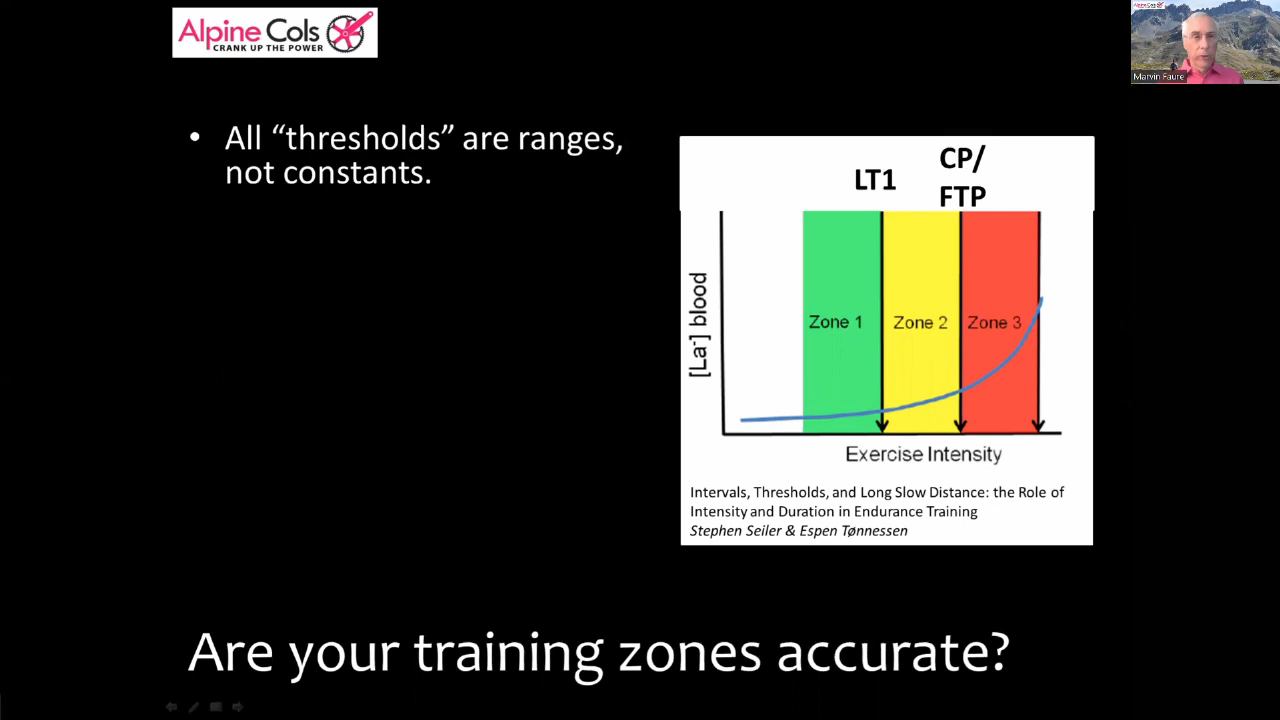 Alpine Cols
CRANK UP THE POWER
Alpine Cols
Marvin Faure
• All “thresholds” are ranges,
not constants.
LT1
CP/
FTP
[La⁻] blood
Zone 1
Zone 2
Zone 3
Exercise Intensity
Intervals, Thresholds, and Long Slow Distance: the Role of
Intensity and Duration in Endurance Training
Stephen Seiler & Espen Tønnessen
Are your training zones accurate?